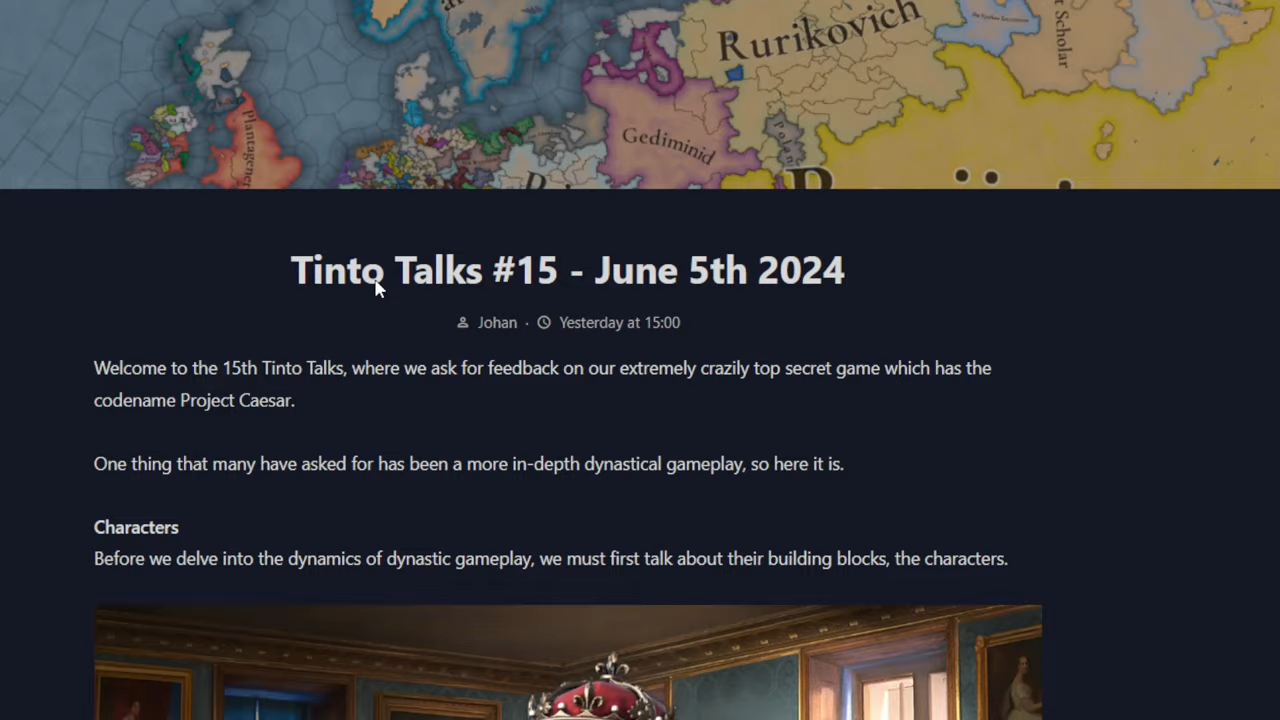 Rurikovich
Gediminid
Tinto Talks #15 - June 5th 2024
Johan · Yesterday at 15:00
Welcome to the 15th Tinto Talks, where we ask for feedback on our extremely crazily top secret game which has the
codename Project Caesar.
One thing that many have asked for has been a more in-depth dynastical gameplay, so here it is.
Characters
Before we delve into the dynamics of dynastic gameplay, we must first talk about their building blocks, the characters.